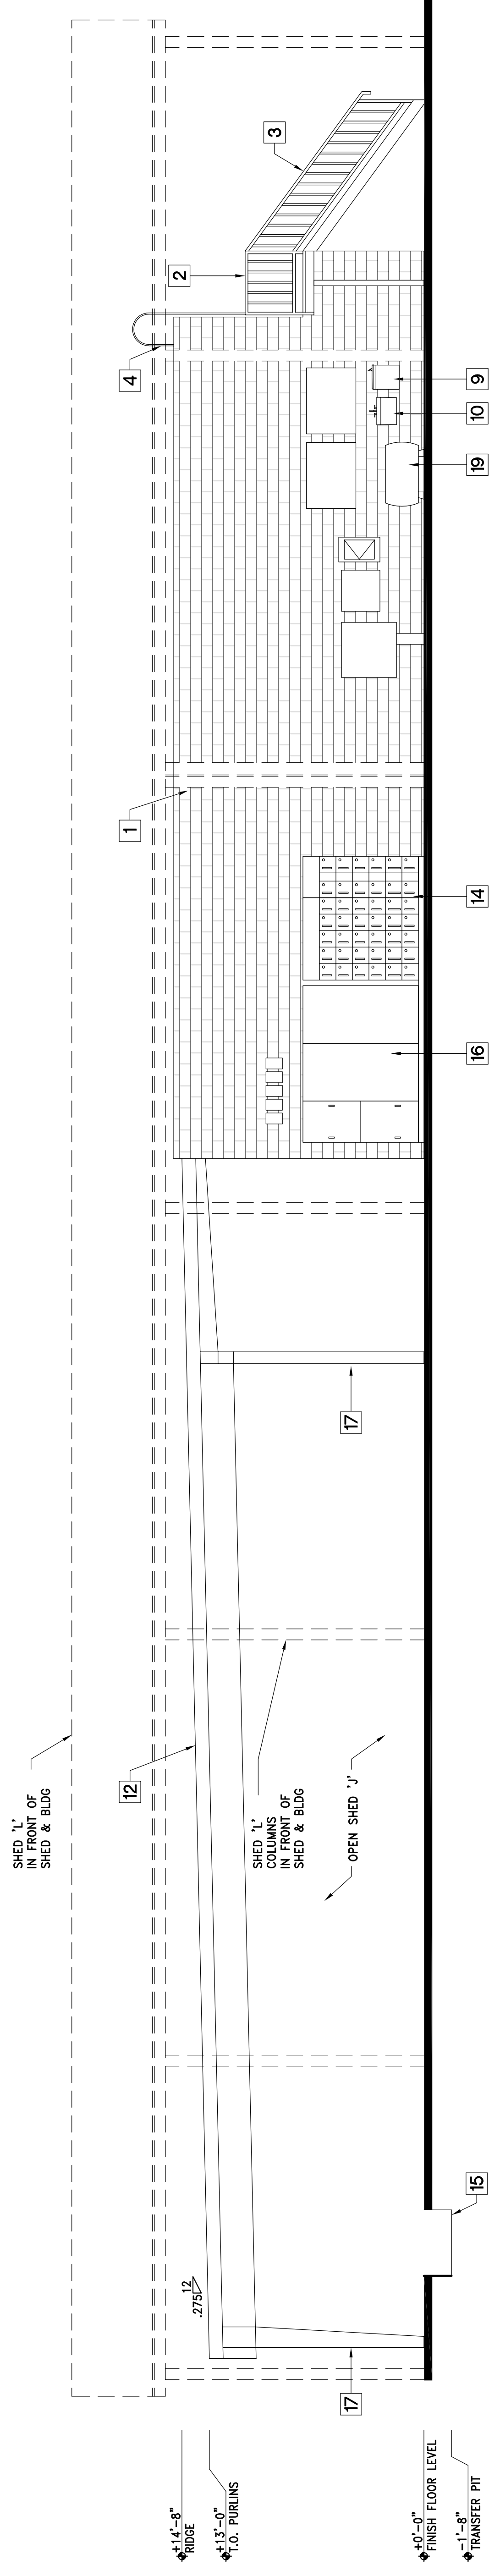 SHED 'L'
IN FRONT OF
SHED & BLDG
SHED 'L'
COLUMNS
IN FRONT OF
SHED & BLDG
OPEN SHED 'J'
+14'-8"
RIDGE
+13'-0"
T.O. PURLINS
+0'-0"
FINISH FLOOR LEVEL
-1'-8"
TRANSFER PIT
12
.275
17
12
17
1
4
2
3
15
16
14
19
10
9